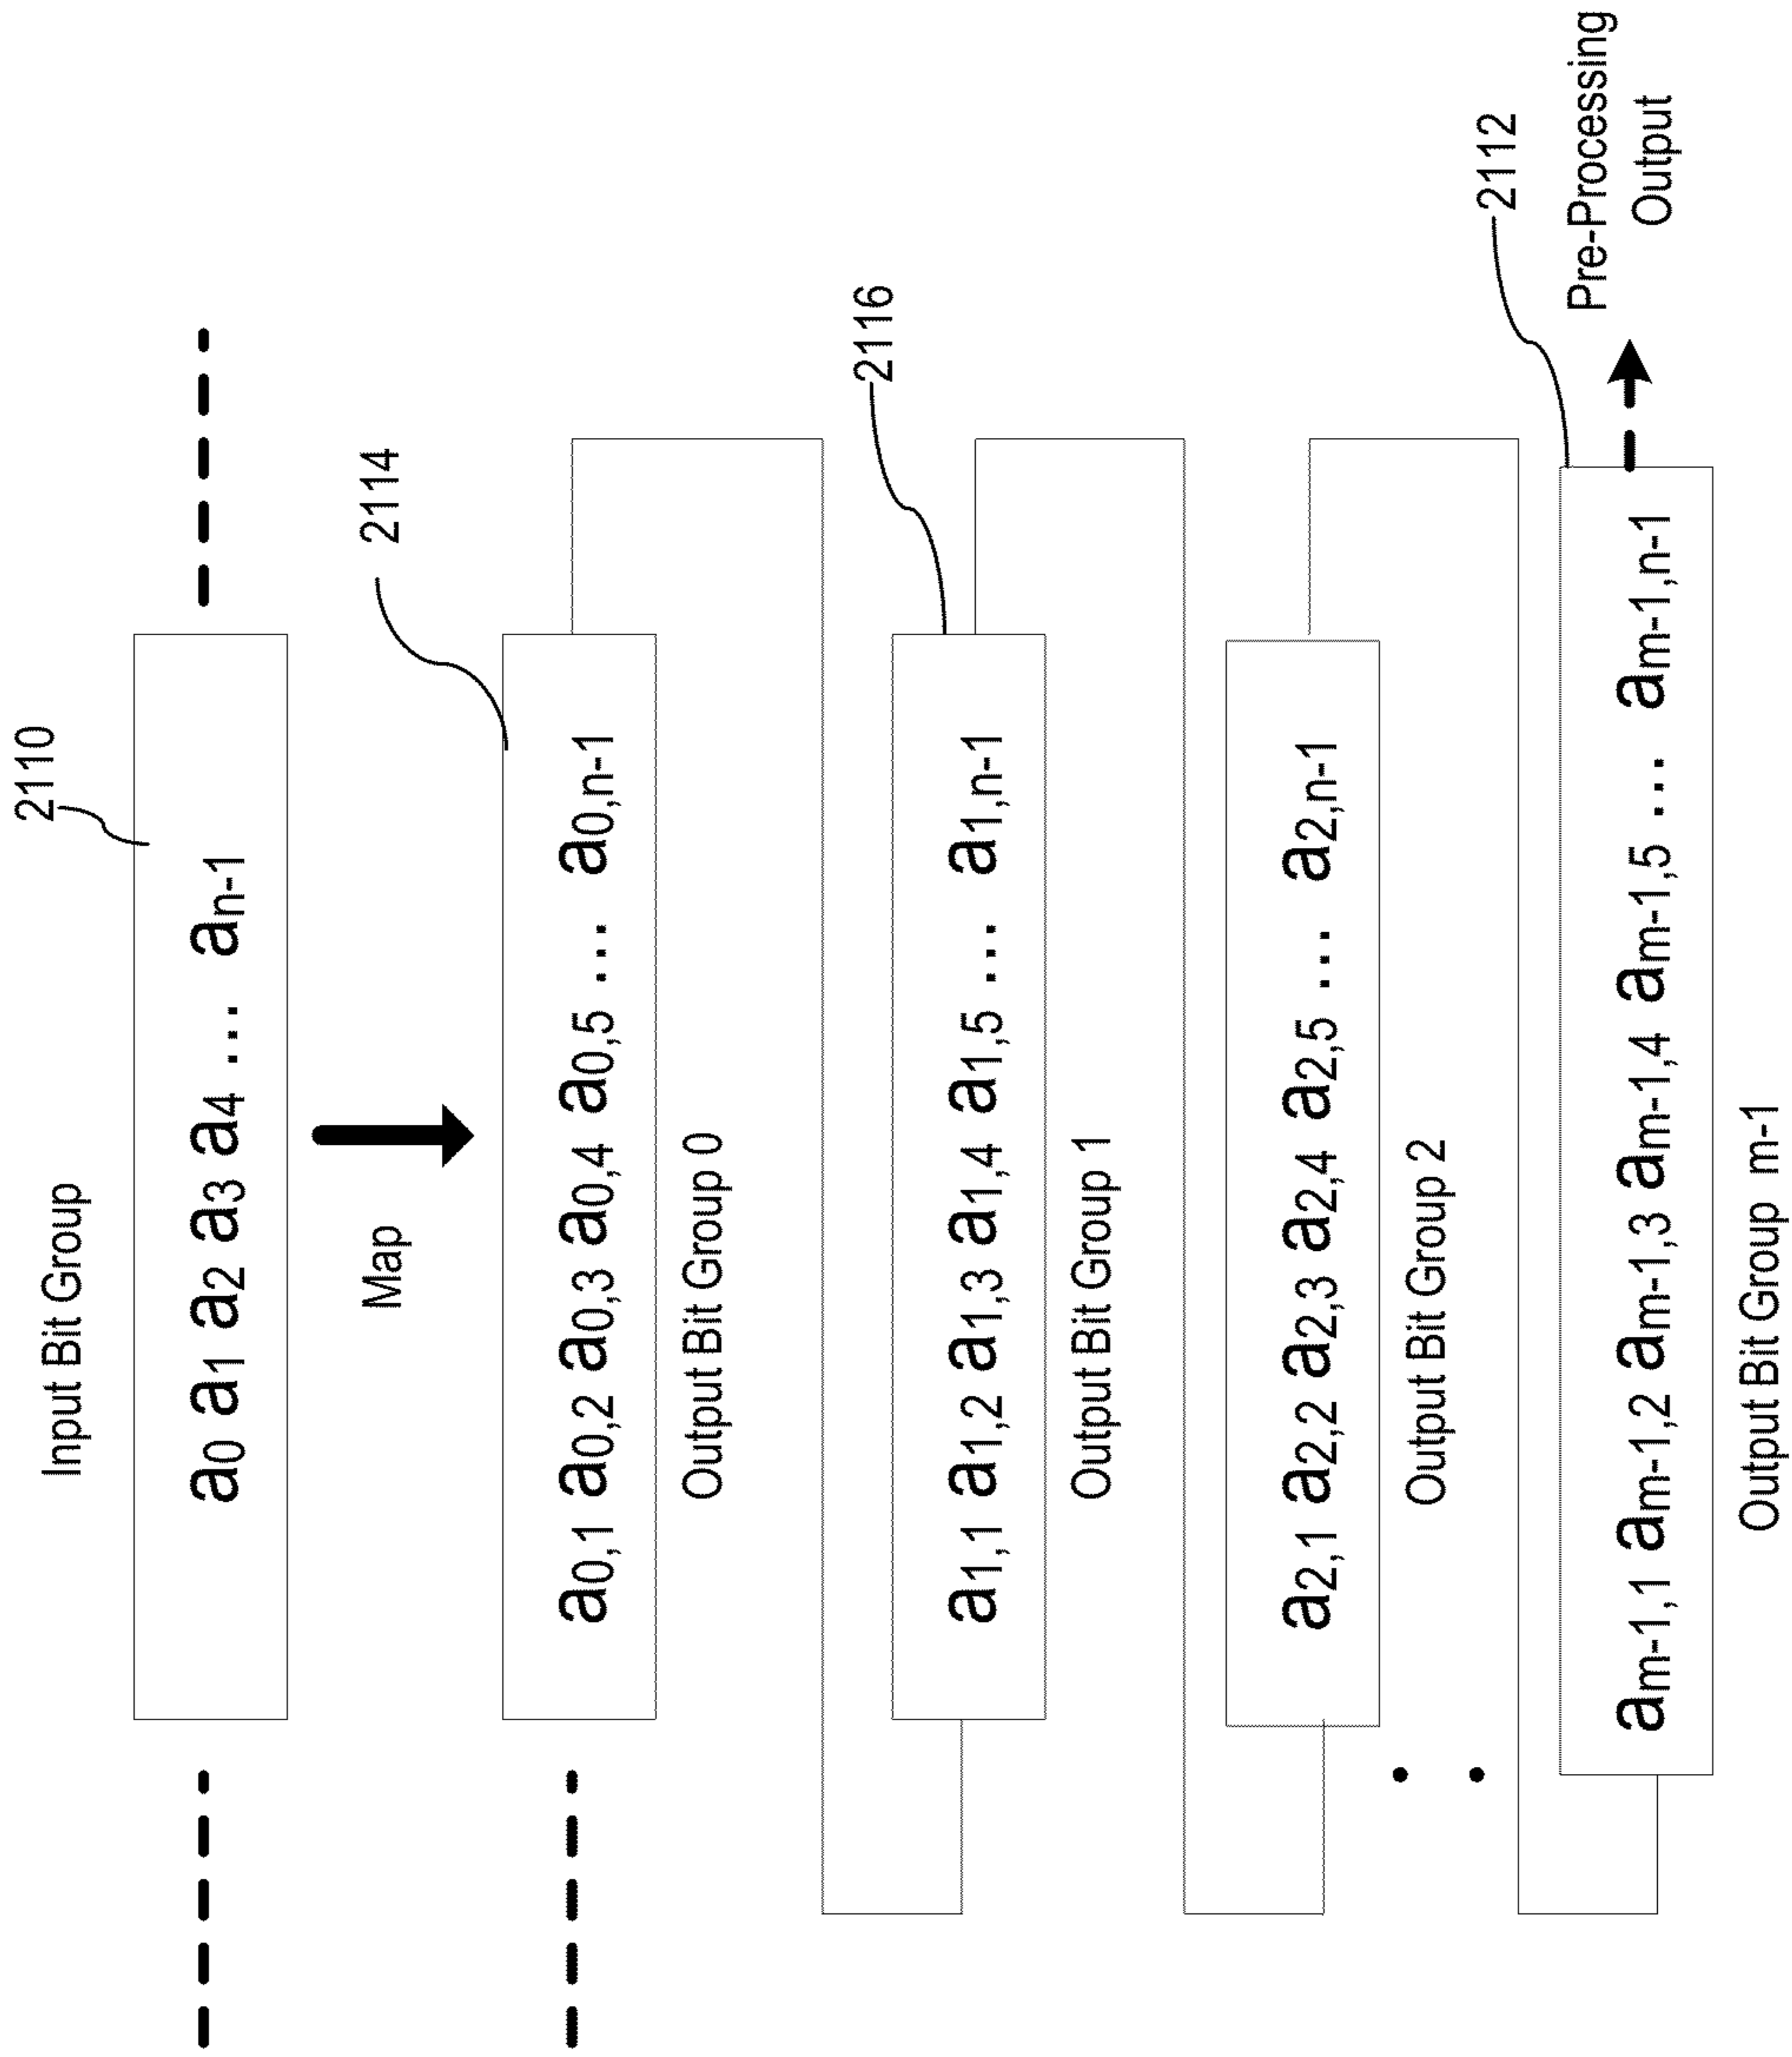 Input Bit Group
2110
a0 a1 a2 a3 a4 ... an-1
Map
2114
a0,1 a0,2 a0,3 a0,4 a0,5 ... a0,n-1
Output Bit Group 0
2116
a1,1 a1,2 a1,3 a1,4 a1,5 ... a1,n-1
Output Bit Group 1
a2,1 a2,2 a2,3 a2,4 a2,5 ... a2,n-1
Output Bit Group 2
2112
Pre-Processing
Output
am-1,1 am-1,2 am-1,3 am-1,4 am-1,5 ... am-1,n-1
Output Bit Group m-1